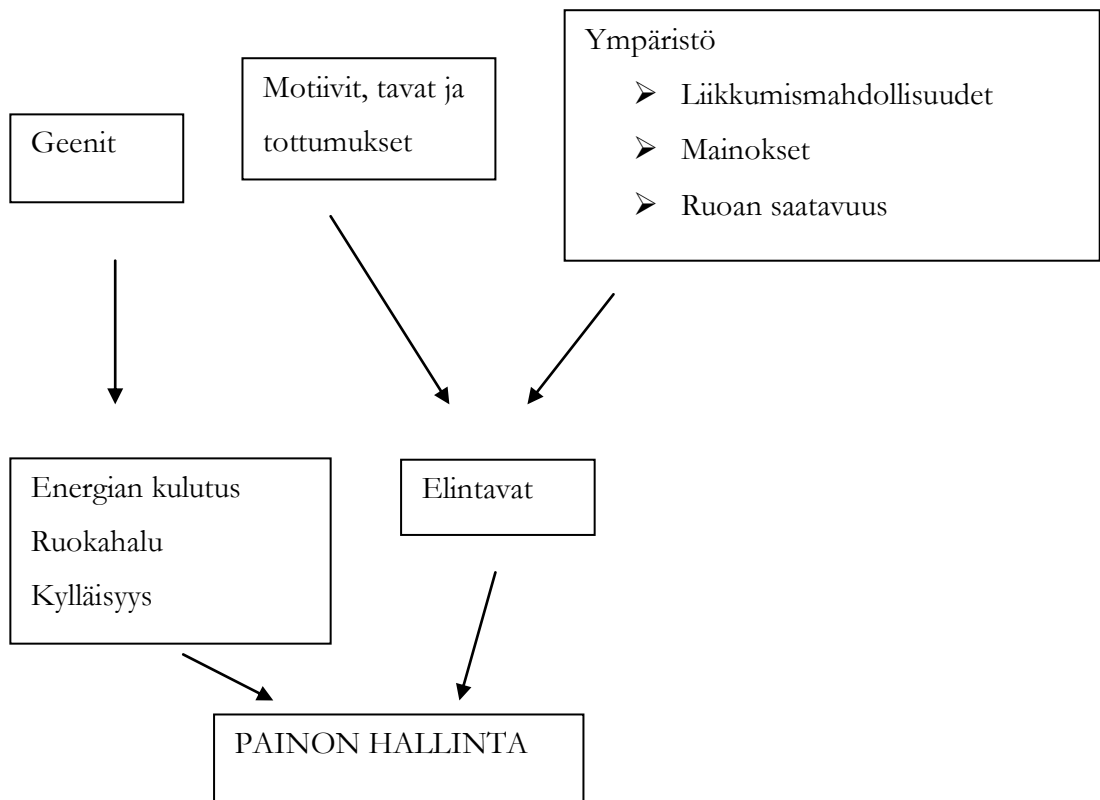 Geenit
Motiivit, tavat ja
tottumukset
Ympäristö
➢ Liikkumismahdollisuudet
➢ Mainokset
➢ Ruoan saatavuus
Energian kulutus
Ruokahalu
Kylläisyys
Elintavat
PAINON HALLINTA